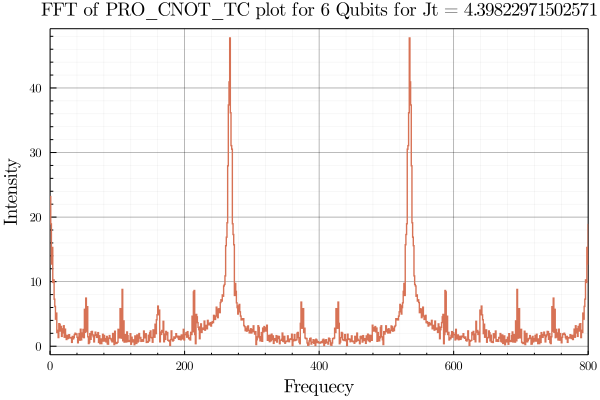 FFT of PRO_CNOT_TC plot for 6 Qubits for Jt = 4.39822971502571
Intensity
40
30
20
10
0
0 200 400 600 800
Frequecy